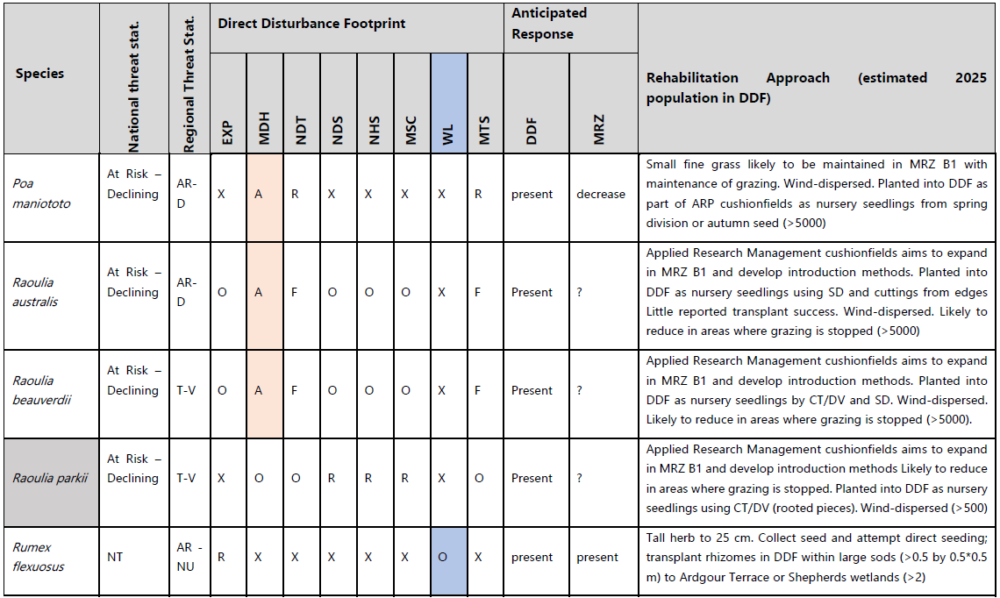 Species
National threat stat.
Regional Threat Stat.
Direct Disturbance Footprint
Anticipated
Response
Rehabilitation Approach (estimated 2025
population in DDF)
EXP
MDH
NDT
NDS
NHS
MSC
WL
MTS
DDF
MRZ
Poa
maniototo
At Risk –
Declining
AR-
D
X
A
R
X
X
X
X
R
present
decrease
Small fine grass likely to be maintained in MRZ B1 with
maintenance of grazing. Wind-dispersed. Planted into DDF as
part of ARP cushionfields as nursery seedlings from spring
division or autumn seed (>5000)
Raoulia
australis
At Risk –
Declining
AR-
D
O
A
F
O
O
O
X
F
Present
?
Applied Research Management cushionfields aims to expand
in MRZ B1 and develop introduction methods. Planted into
DDF as nursery seedlings using SD and cuttings from edges
Little reported transplant success. Wind-dispersed. Likely to
reduce in areas where grazing is stopped (>5000)
Raoulia
beauverdii
At Risk –
Declining
T-V
O
A
F
O
O
O
X
F
Present
?
Applied Research Management cushionfields aims to expand
in MRZ B1 and develop introduction methods. Planted into
DDF as nursery seedlings by CT/DV and SD. Wind-dispersed.
Likely to reduce in areas where grazing is stopped (>5000).
Raoulia parkii
At Risk –
Declining
T-V
X
O
O
R
R
R
X
O
Present
?
Applied Research Management cushionfields aims to expand
in MRZ B1 and develop introduction methods Likely to reduce
in areas where grazing is stopped. Planted into DDF as nursery
seedlings using CT/DV (rooted pieces). Wind-dispersed (>500)
Rumex
flexuosus
NT
AR -
NU
R
X
X
X
X
X
O
X
present
present
Tall herb to 25 cm. Collect seed and attempt direct seeding;
transplant rhizomes in DDF within large sods (>0.5 by 0.5*0.5
m) to Ardgour Terrace or Shepherds wetlands (>2)